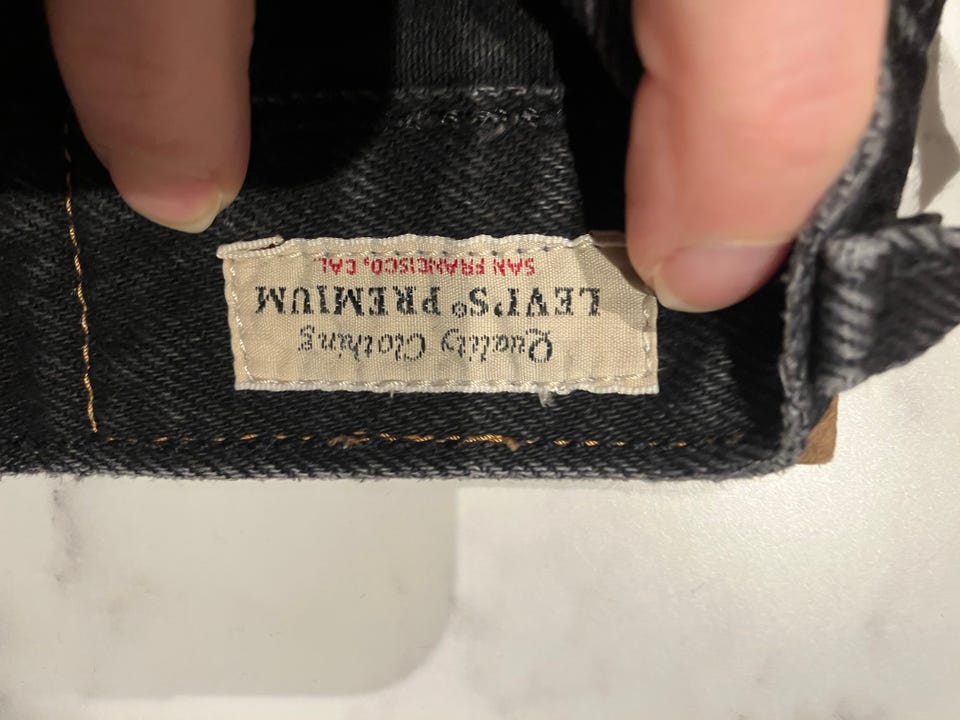 Quality Clothing
LEVI'S® PREMIUM
SAN FRANCISCO, CAL.